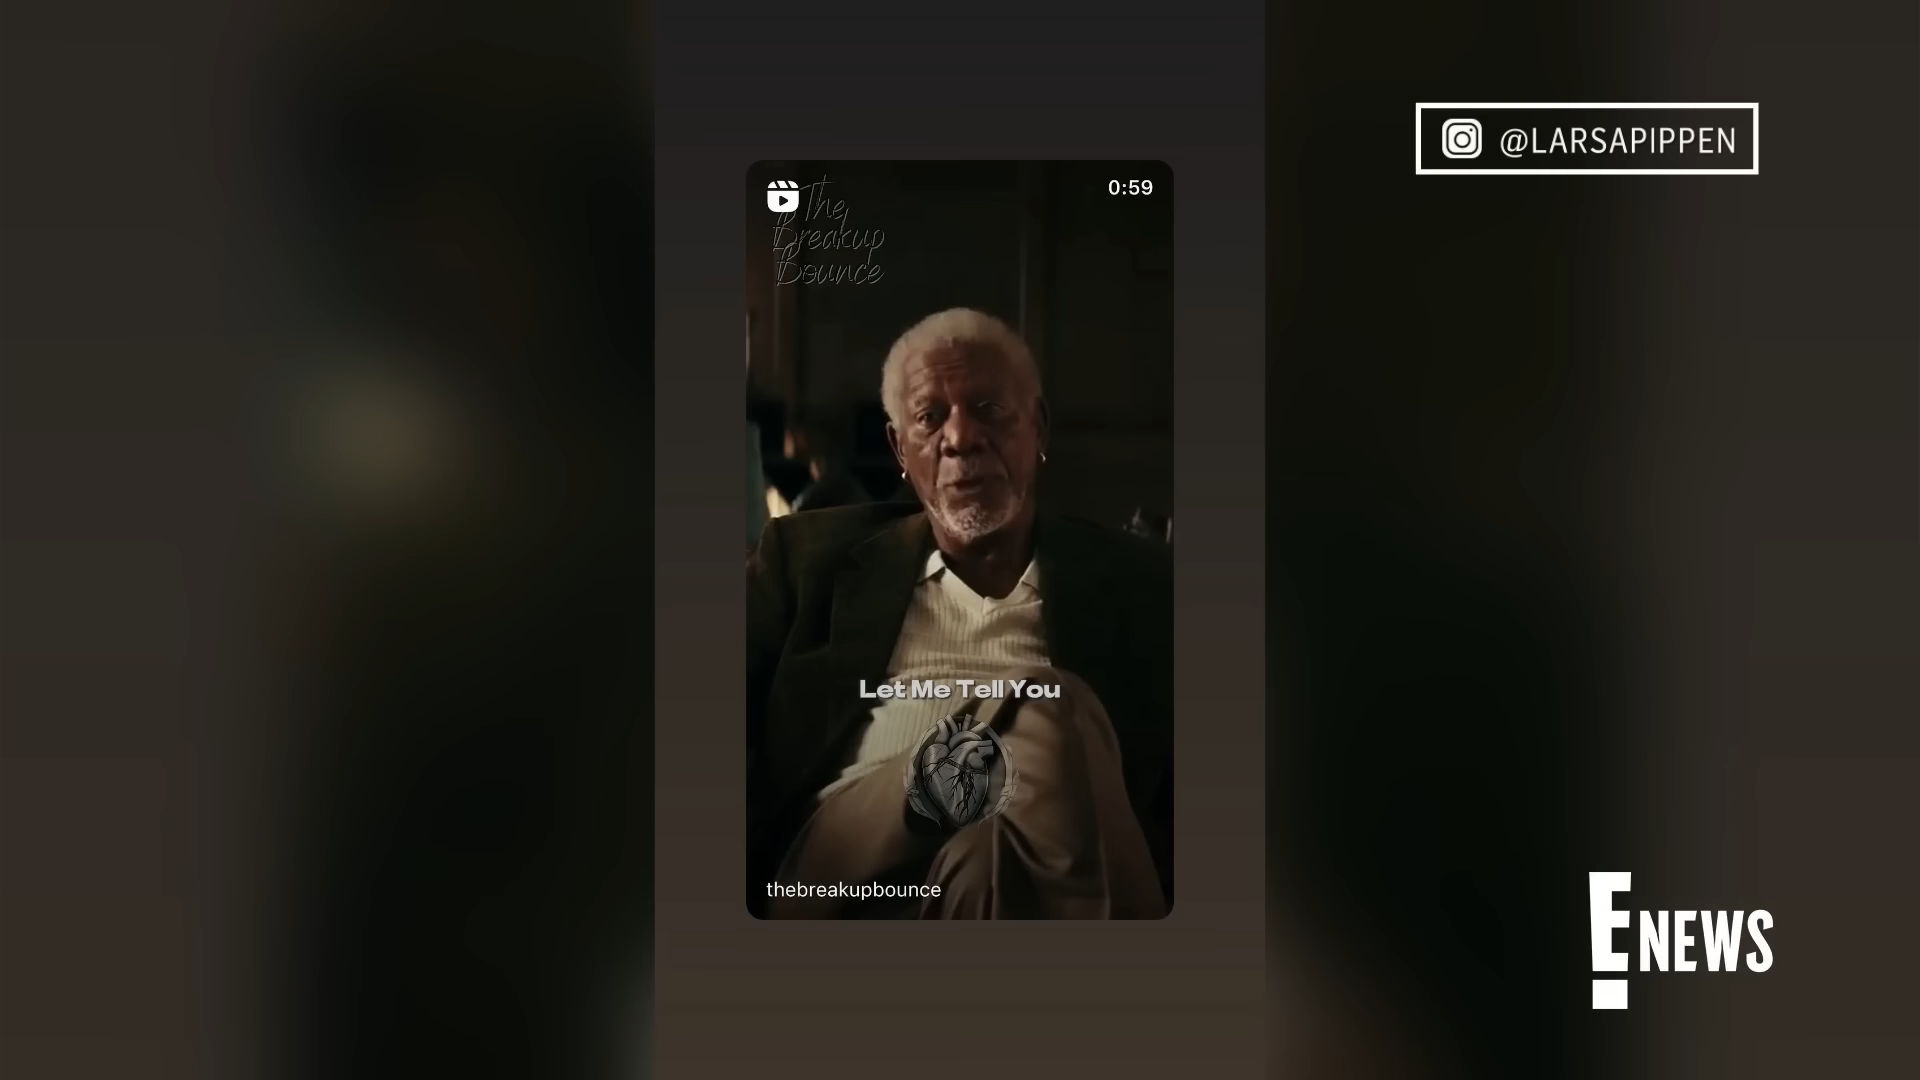 @LARSAPIPPEN
0:59
The
Breakup
Bounce
Let Me Tell You
thebreakupbounce
E NEWS